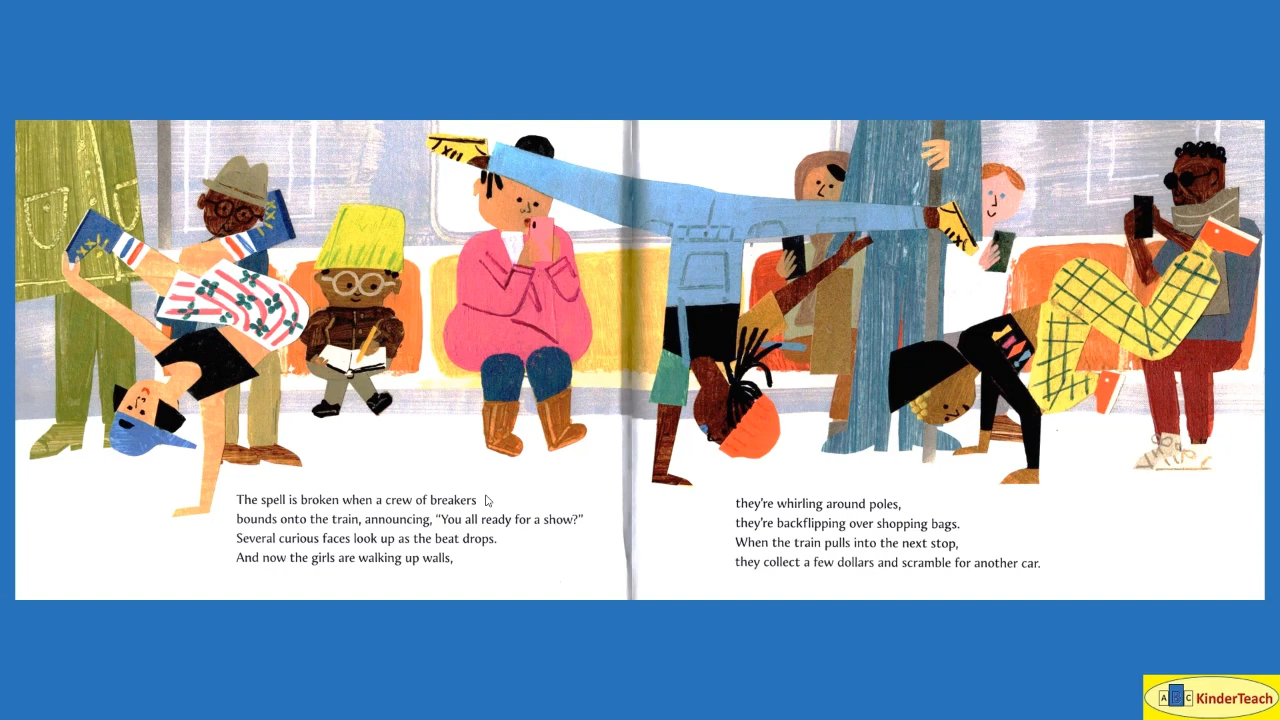 The spell is broken when a crew of breakers
bounds onto the train, announcing, “You all ready for a show?”
Several curious faces look up as the beat drops.
And now the girls are walking up walls,
they’re whirling around poles,
they’re backflipping over shopping bags.
When the train pulls into the next stop,
they collect a few dollars and scramble for another car.
ABC KinderTeach